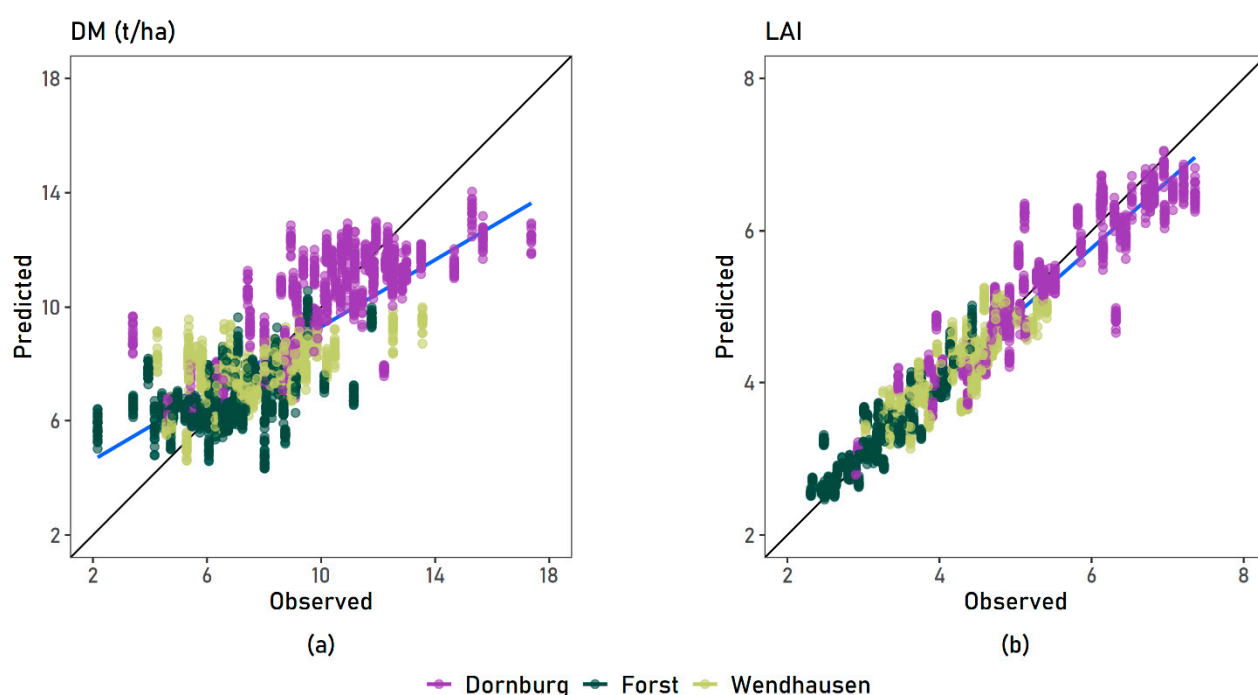 DM (t/ha)
LAI
18
14
10
6
2
Predicted
2
6
10
14
18
Observed
(a)
8
6
4
2
Predicted
2
4
6
8
Observed
(b)
Dornburg Forst Wendhausen